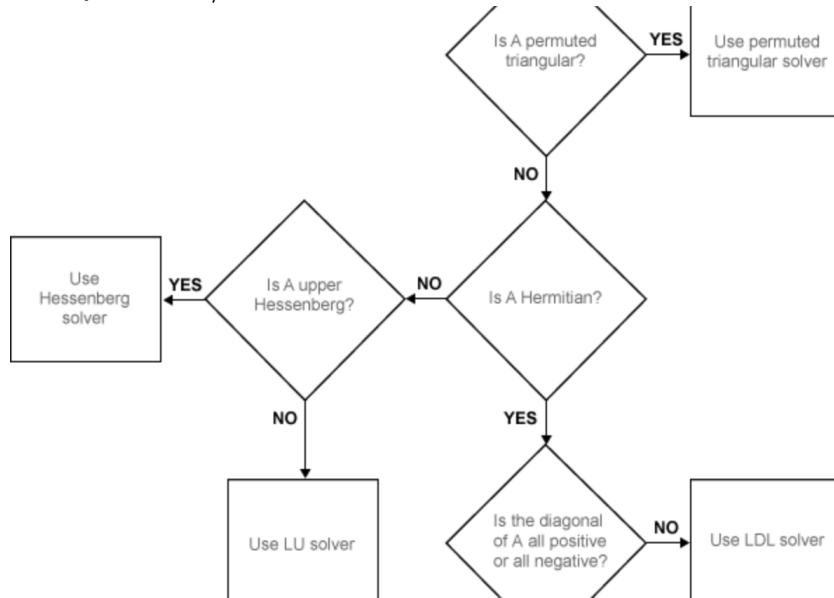 Is A permuted
triangular?
YES
Use permuted
triangular solver
NO
Use
Hessenberg
solver
YES
Is A upper
Hessenberg?
NO
Is A Hermitian?
NO
YES
Use LU solver
Is the diagonal
of A all positive
or all negative?
NO
Use LDL solver